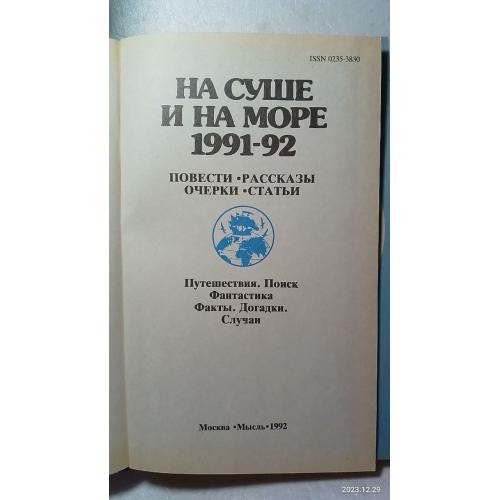 ISSN 0235-3830
НА СУШЕ
И НА МОРЕ
1991-92
ПОВЕСТИ • РАССКАЗЫ
ОЧЕРКИ • СТАТЬИ
Путешествия. Поиск
Фантастика
Факты. Догадки.
Случаи
Москва • Мысль • 1992
2023.12.29